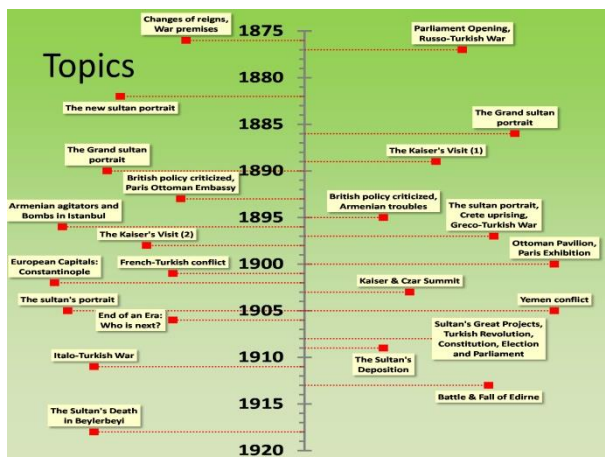 Topics
Changes of reigns,
War premises
1875
Parliament Opening,
Russo-Turkish War
1880
The new sultan portrait
1885
The Grand sultan
portrait
The Kaiser's Visit (1)
The Grand sultan
portrait
1890
British policy criticized,
Paris Ottoman Embassy
Armenian agitators and
Bombs in Istanbul
1895
British policy criticized,
Armenian troubles
The sultan portrait,
Crete uprising,
Greco-Turkish War
The Kaiser's Visit (2)
Ottoman Pavilion,
Paris Exhibition
European Capitals:
Constantinople
French-Turkish conflict
1900
Kaiser & Czar Summit
The sultan's portrait
1905
Yemen conflict
End of an Era:
Who is next?
Sultan's Great Projects,
Turkish Revolution,
Constitution, Election
and Parliament
Italo-Turkish War
1910
The Sultan's
Deposition
Battle & Fall of Edirne
The Sultan's Death
in Beylerbeyi
1915
1920